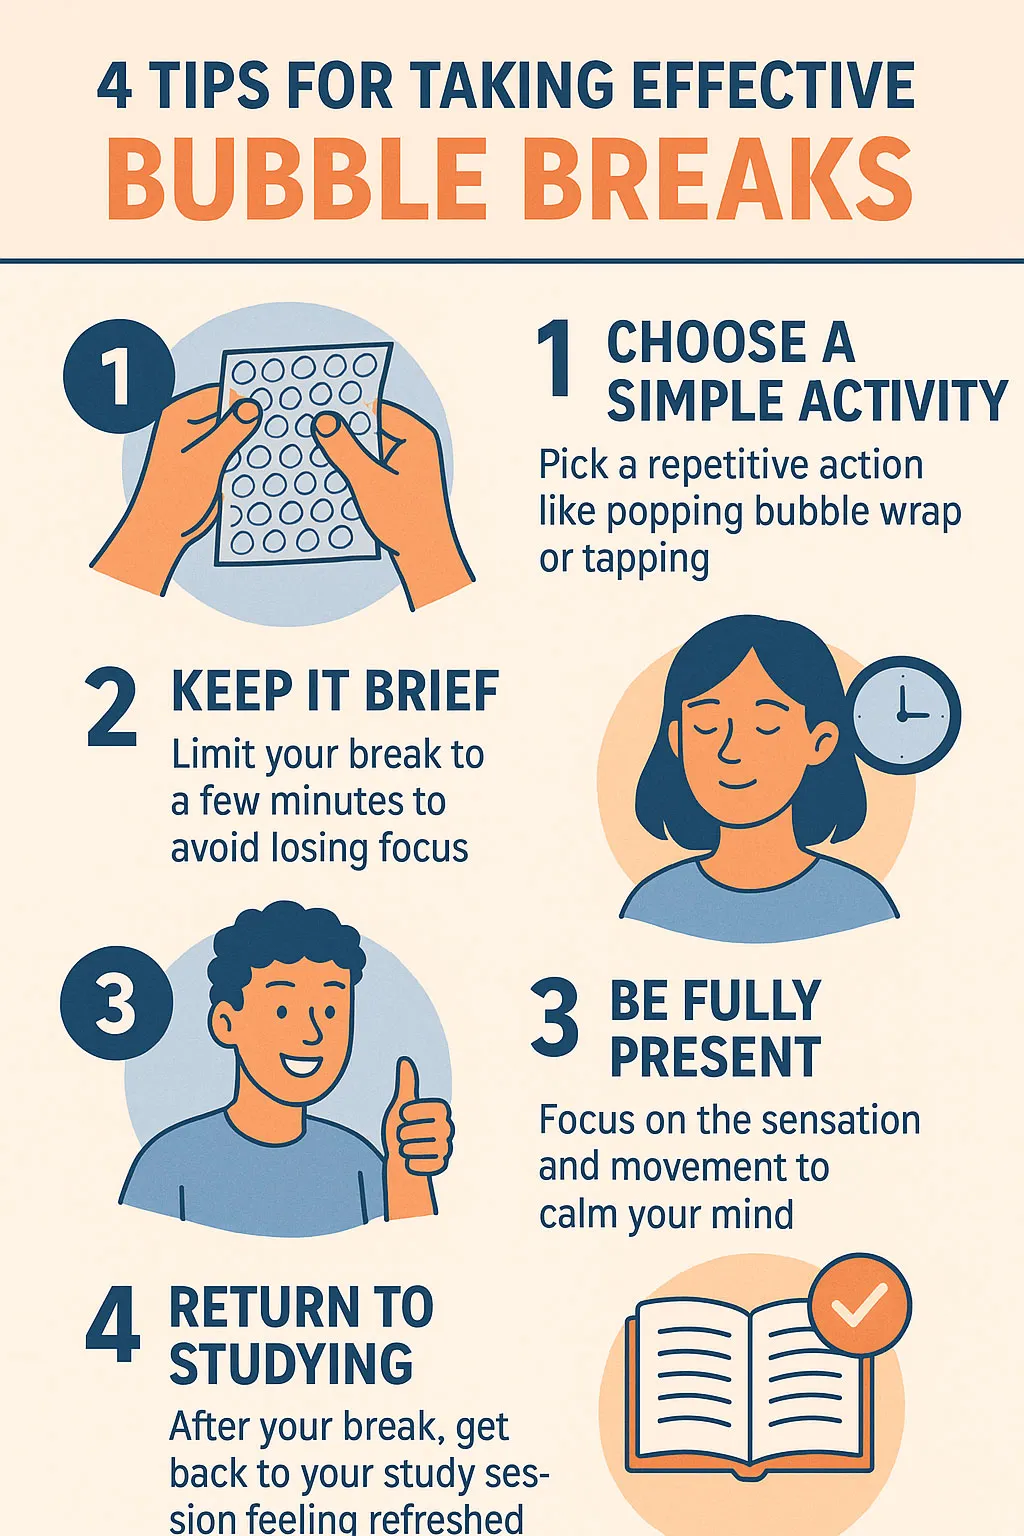 4 TIPS FOR TAKING EFFECTIVE
BUBBLE BREAKS
1
1 CHOOSE A
SIMPLE ACTIVITY
Pick a repetitive action
like popping bubble wrap
or tapping
2 KEEP IT BRIEF
Limit your break to
a few minutes to
avoid losing focus
3
3 BE FULLY
PRESENT
Focus on the sensation
and movement to
calm your mind
4 RETURN TO
STUDYING
After your break, get
back to your study ses-
sion feeling refreshed